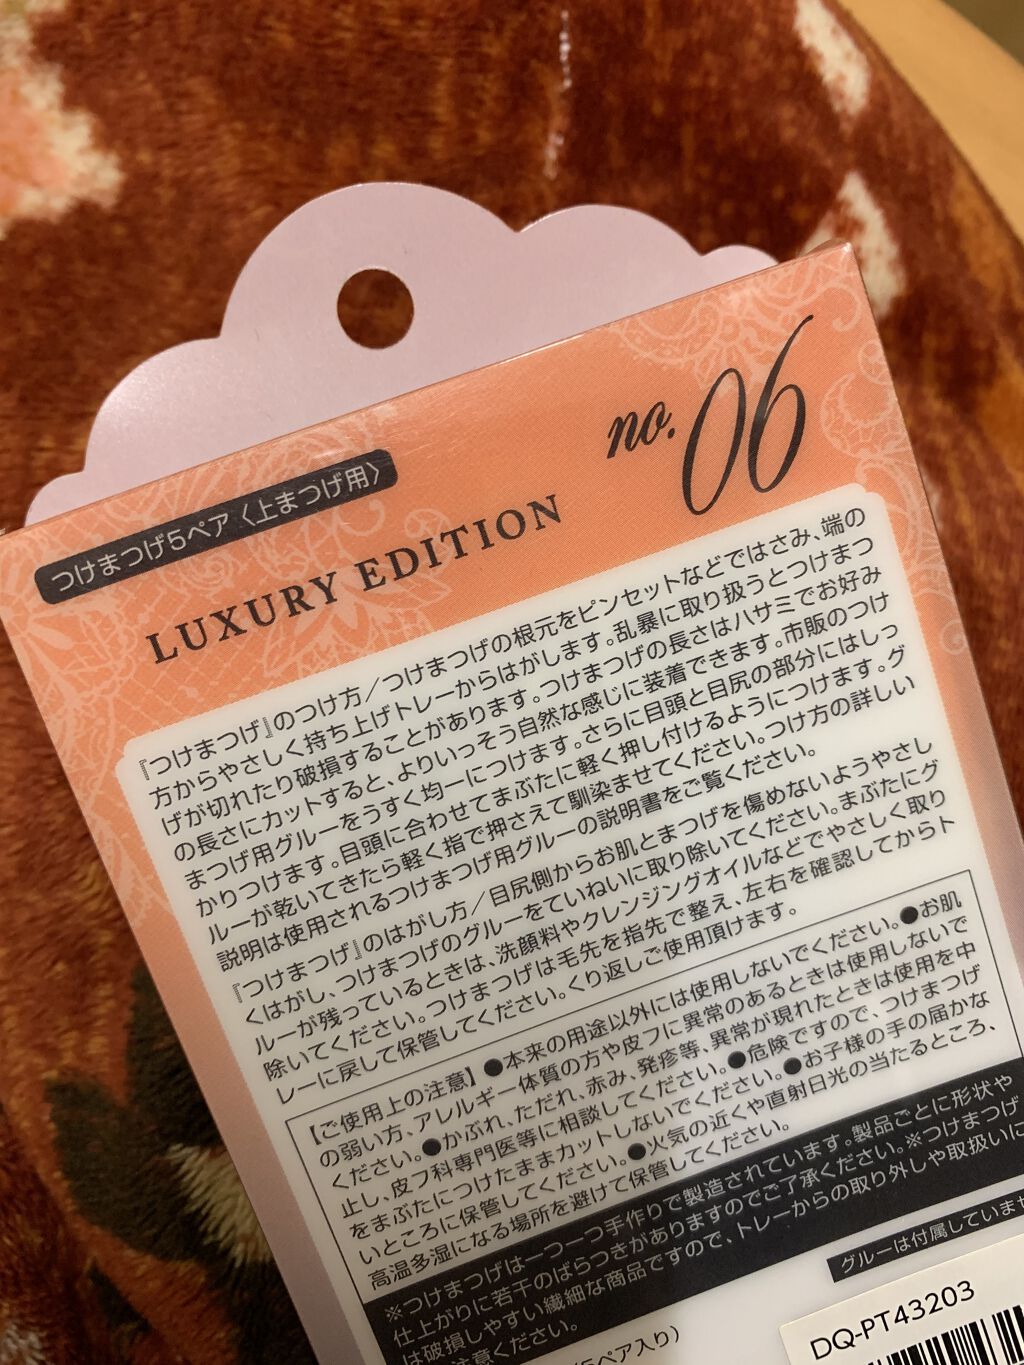 no. 06
つけまつげ5ペア〈上まつげ用〉
LUXURY EDITION
『つけまつげ』のつけ方／つけまつげの根元をピンセットなどではさみ、端の
方からやさしく持ち上げトレーからはがします。乱暴に取り扱うとつけまつ
げが切れたり破損することがあります。つけまつげの長さはハサミでお好み
の長さにカットすると、よりいっそう自然な感じに装着できます。市販のつけ
まつげ用グルーをうすく均一につけます。さらに目頭と目尻の部分にはしっ
かりつけます。目頭に合わせてまぶたに軽く押し付けるようにつけます。グ
ルーが乾いてきたら軽く指で押さえて馴染ませてください。つけ方の詳しい
説明は使用されるつけまつげ用グルーの説明書をご覧ください。
『つけまつげ』のはがし方／目尻側からお肌とまつげを傷めないようやさし
くはがし、つけまつげのグルーをていねいに取り除いてください。まぶたにグ
ルーが残っているときは、洗顔料やクレンジングオイルなどでやさしく取り
除いてください。つけまつげは毛先を指先で整え、左右を確認してからト
レーに戻して保管してください。くり返しご使用頂けます。
【ご使用上の注意】●本来の用途以外には使用しないでください。●お肌
の弱い方、アレルギー体質の方や皮フに異常のあるときは使用しないで
ください。●かぶれ、ただれ、赤み、発疹等、異常が現れたときは使用を中
止し、皮フ科専門医等に相談してください。●危険ですので、つけまつげ
をまぶたにつけたままカットしないでください。●お子様の手の届かな
いところに保管してください。●火気の近くや直射日光の当たるところ、
高温多湿になる場所を避けて保管してください。
※つけまつげは一つ一つ手作りで製造されています。製品ごとに形状や
仕上がりに若干のばらつきがありますのでご了承ください。※つけまつげ
は破損しやすい繊細な商品ですので、トレーからの取り外しや取扱いに
注意ください。
グルーは付属していませ
(5ペア入り)
DQ-PT43203